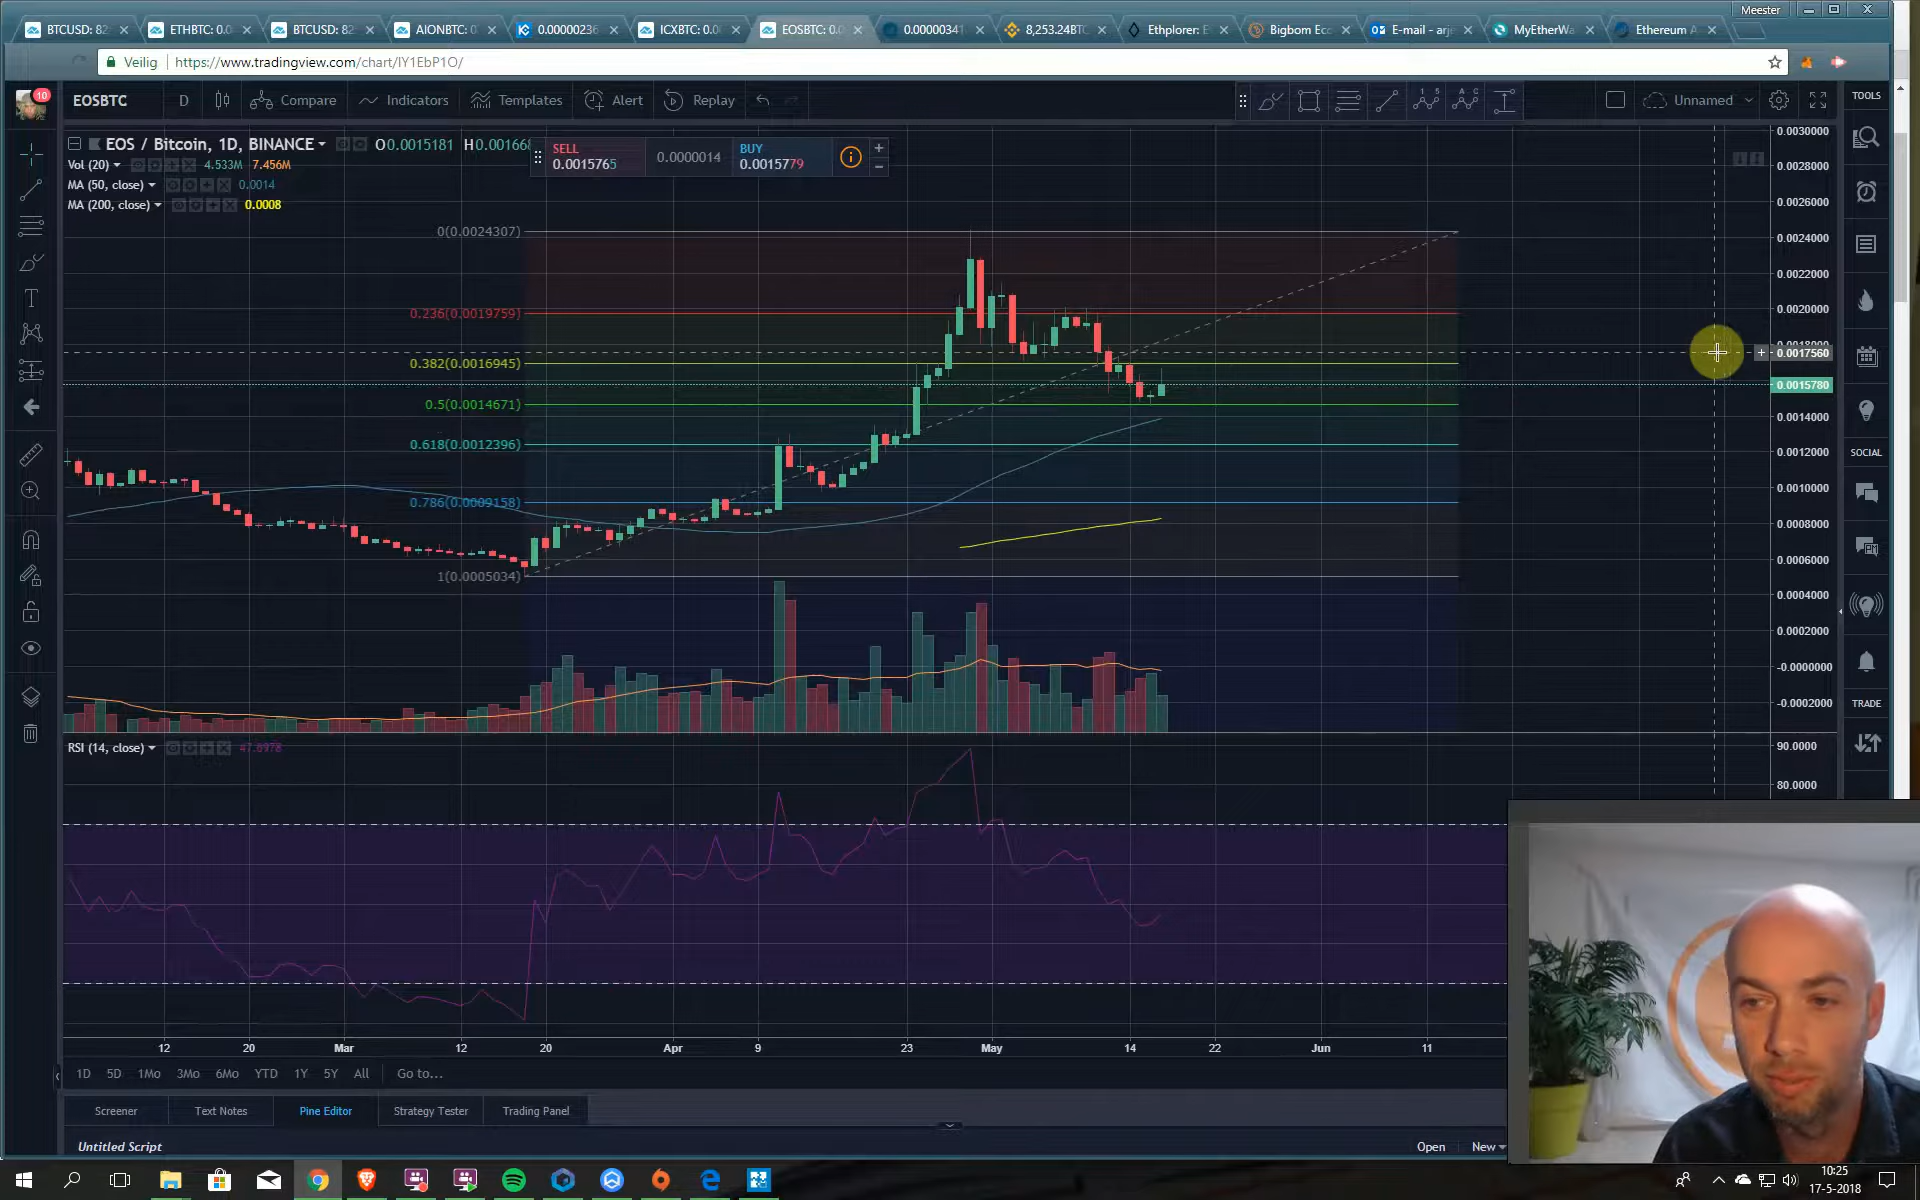 Meester
BTCUSD: 82
ETHBTC: 0.0
BTCUSD: 82
AIONBTC: 0
0.00000236
ICXBTC: 0.0
EOSBTC: 0.0
0.00000341
8,253.24BTC
Ethplorer: E
Bigbom Eco
E-mail - arj
MyEtherWa
Ethereum A
Veilig
https://www.tradingview.com/chart/IY1EbP1O/
10
EOSBTC
D
Compare
Indicators
Templates
Alert
Replay
Unnamed
TOOLS
EOS / Bitcoin, 1D, BINANCE
O0.0015181
H0.00166
SELL
0.0015765
0.0000014
BUY
0.0015779
Vol (20)
4.533M
7.456M
MA (50, close)
0.0014
MA (200, close)
0.0008
0(0.0024307)
0.236(0.0019759)
0.382(0.0016945)
0.5(0.0014671)
0.618(0.0012396)
0.786(0.0009158)
1(0.0005034)
0.0030000
0.0028000
0.0026000
0.0024000
0.0022000
0.0020000
0.0017560
0.0015780
0.0014000
0.0012000
0.0010000
0.0008000
0.0006000
0.0004000
0.0002000
-0.0000000
-0.0002000
SOCIAL
TRADE
RSI (14, close)
47.6978
90.0000
80.0000
12
20
Mar
12
20
Apr
9
23
May
14
22
Jun
11
1D
5D
1Mo
3Mo
6Mo
YTD
1Y
5Y
All
Go to...
Screener
Text Notes
Pine Editor
Strategy Tester
Trading Panel
Untitled Script
Open
New
10:25
17-5-2018